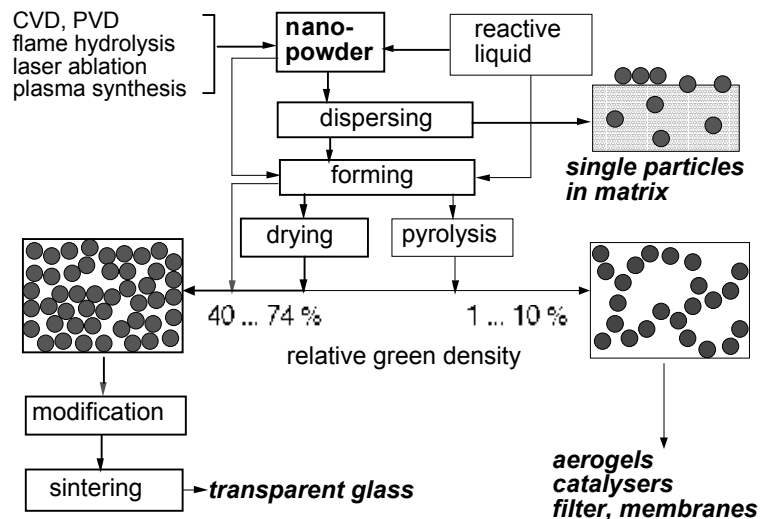 CVD, PVD
flame hydrolysis
laser ablation
plasma synthesis
nano-
powder
reactive
liquid
dispersing
single particles
in matrix
forming
drying
pyrolysis
40 ... 74 %
1 ... 10 %
relative green density
modification
sintering
transparent glass
aerogels
catalysers
filter, membranes